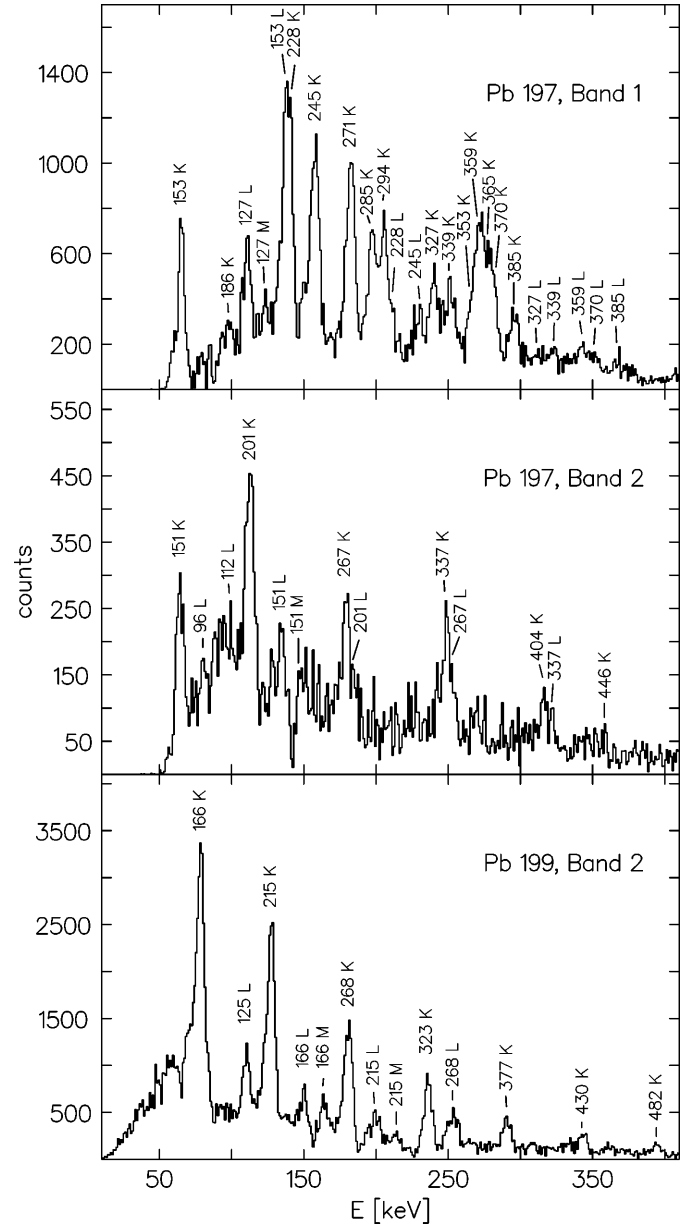 Pb 197, Band 1
1400
1000
600
200
153 K
186 K
127 L
127 M
153 L
228 K
245 K
271 K
285 K
294 K
228 L
245 L
327 K
339 K
353 K
359 K
365 K
370 K
385 K
327 L
339 L
359 L
370 L
385 L
Pb 197, Band 2
550
450
350
250
150
50
counts
151 K
96 L
112 L
201 K
151 L
151 M
267 K
201 L
337 K
267 L
404 K
337 L
446 K
Pb 199, Band 2
3500
2500
1500
500
166 K
125 L
215 K
166 L
166 M
268 K
215 L
215 M
323 K
268 L
377 K
430 K
482 K
50
150
250
350
E [keV]